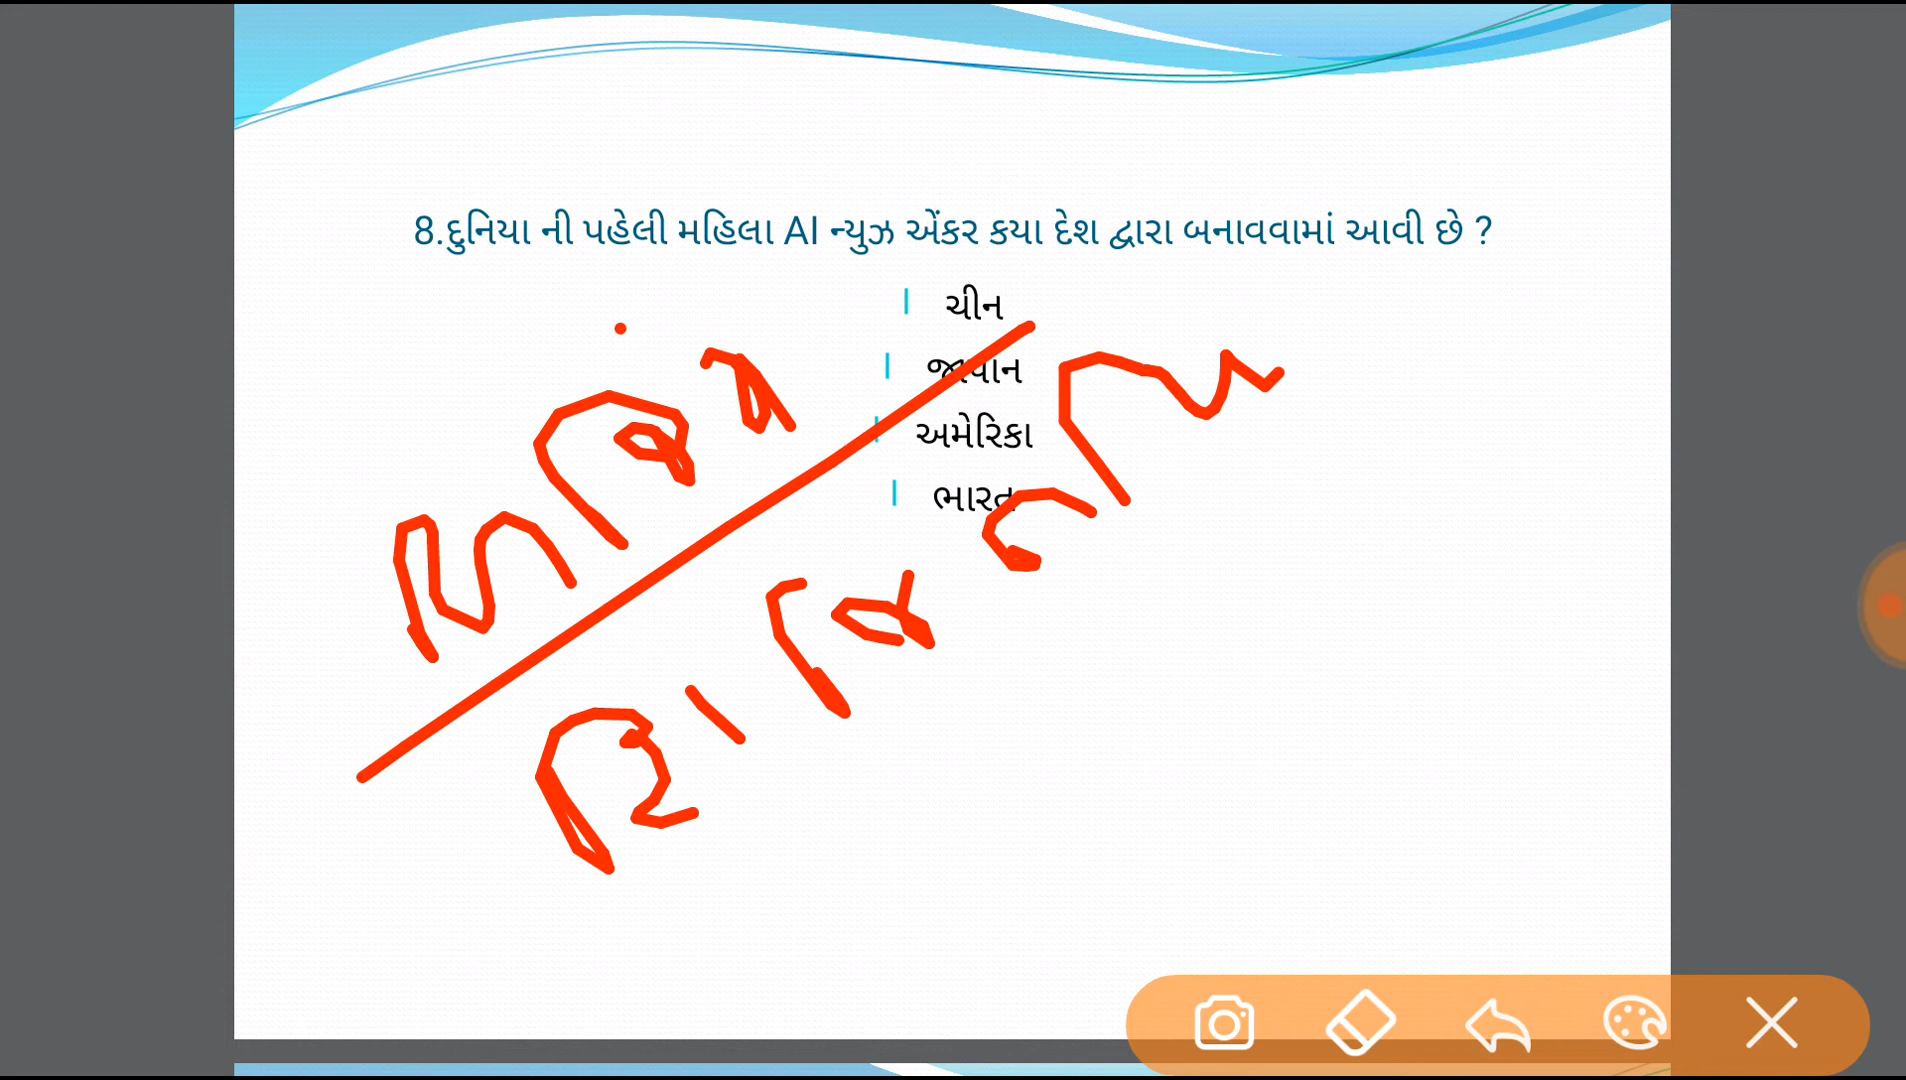 8.દુનિયા ની પહેલી મહિલા AI ન્યુઝ એંકર કયા દેશ દ્વારા બનાવવામાં આવી છે ?
ચીન
જાપાન
અમેરિકા
ભારત